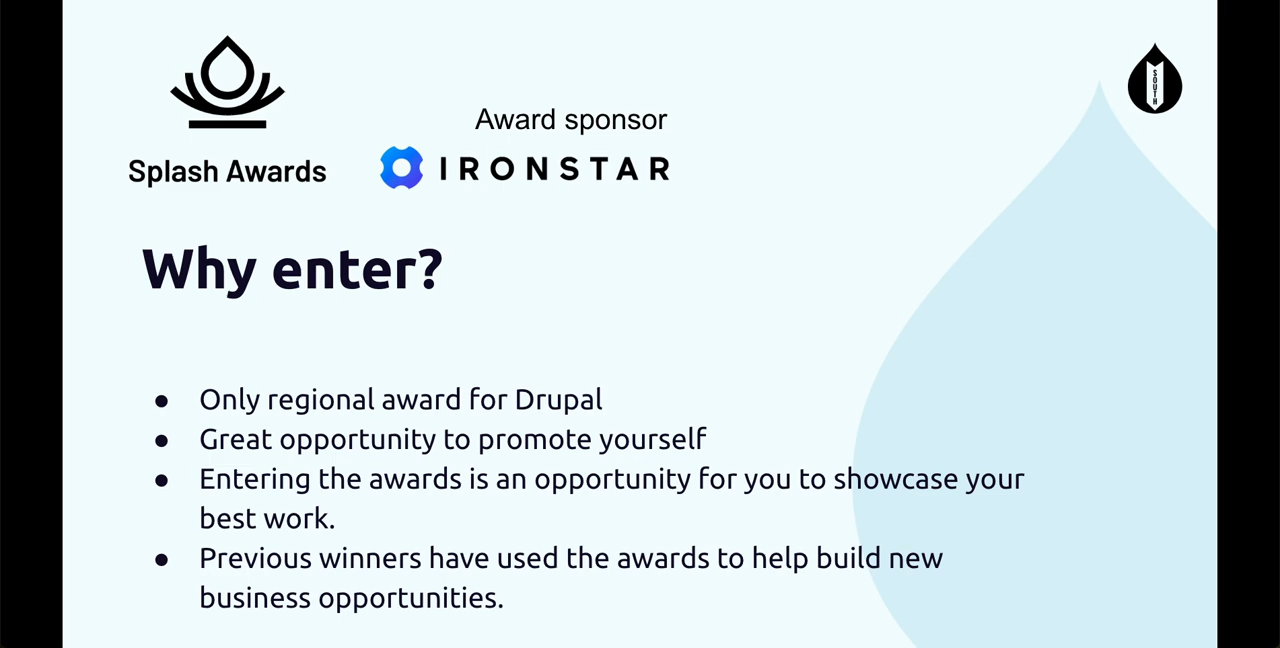 SOUTH
Award sponsor
Splash Awards
IRONSTAR
Why enter?
● Only regional award for Drupal
● Great opportunity to promote yourself
● Entering the awards is an opportunity for you to showcase your
best work.
● Previous winners have used the awards to help build new
business opportunities.